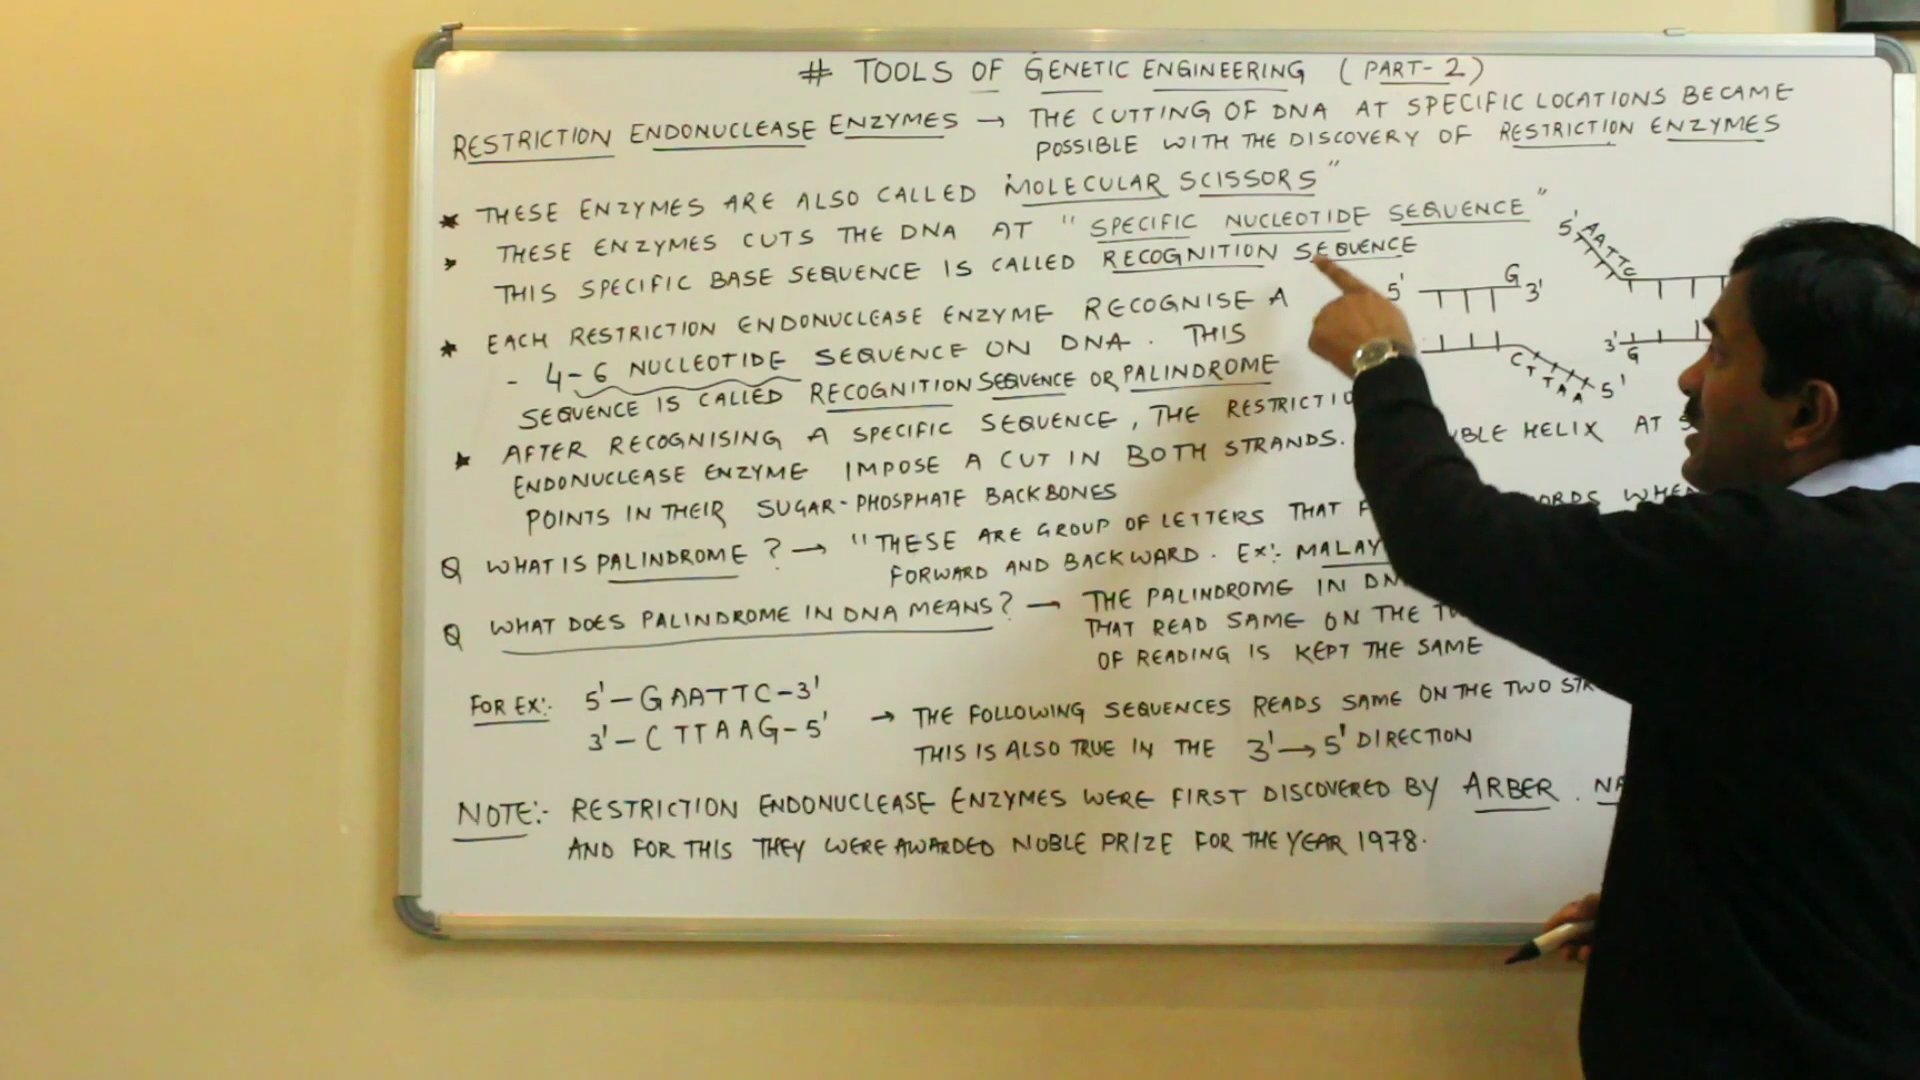 # TOOLS OF GENETIC ENGINEERING (PART-2)
RESTRICTION ENDONUCLEASE ENZYMES → THE CUTTING OF DNA AT SPECIFIC LOCATIONS BECAME
POSSIBLE WITH THE DISCOVERY OF RESTRICTION ENZYMES
★ THESE ENZYMES ARE ALSO CALLED "MOLECULAR SCISSORS"
★ THESE ENZYMES CUTS THE DNA AT "SPECIFIC NUCLEOTIDE SEQUENCE"
THIS SPECIFIC BASE SEQUENCE IS CALLED RECOGNITION SEQUENCE
★ EACH RESTRICTION ENDONUCLEASE ENZYME RECOGNISE A
- 4-6 NUCLEOTIDE SEQUENCE ON DNA. THIS
SEQUENCE IS CALLED RECOGNITION SEQUENCE OR PALINDROME
★ AFTER RECOGNISING A SPECIFIC SEQUENCE, THE
ENDONUCLEASE ENZYME IMPOSE A CUT IN BOTH STRANDS. HELIX AT
POINTS IN THEIR SUGAR-PHOSPHATE BACKBONES
5' G 3'
C T T A A 5'
5' A A T T C
3' G
Q WHAT IS PALINDROME? → "THESE ARE GROUP OF LETTERS THAT
FORWARD AND BACKWARD. EX:
Q WHAT DOES PALINDROME IN DNA MEANS? → THE PALINDROME IN
THAT READ SAME ON THE
OF READING IS KEPT THE SAME
FOR EX:- 5'-GAATTC-3'
3'-CTTAAG-5'
→ THE FOLLOWING SEQUENCES READS SAME ON THE TWO
THIS IS ALSO TRUE IN THE 3'→5' DIRECTION
NOTE:- RESTRICTION ENDONUCLEASE ENZYMES WERE FIRST DISCOVERED BY ARBER.
AND FOR THIS THEY WERE AWARDED NOBLE PRIZE FOR THE YEAR 1978.